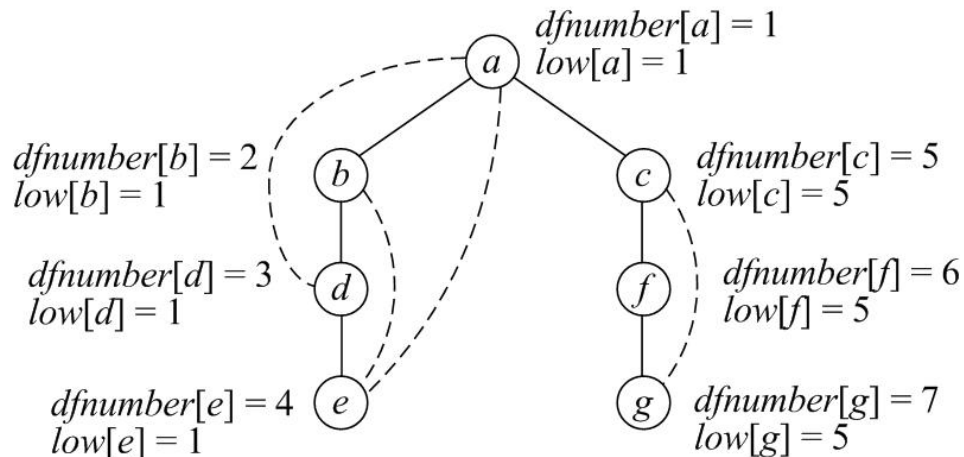 dfnumber[a] = 1
low[a] = 1
a
dfnumber[b] = 2
low[b] = 1
b
c
dfnumber[c] = 5
low[c] = 5
dfnumber[d] = 3
low[d] = 1
d
f
dfnumber[f] = 6
low[f] = 5
dfnumber[e] = 4
low[e] = 1
e
g
dfnumber[g] = 7
low[g] = 5